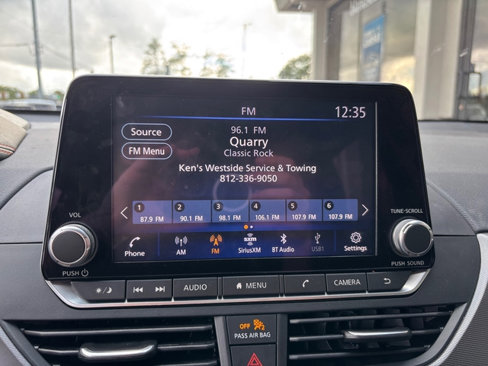 FM
12:35
Source
96.1 FM
Quarry
FM Menu
Classic Rock
Ken's Westside Service & Towing
812-336-9050
1 2 3 4 5 6
87.9 FM 90.1 FM 98.1 FM 106.1 FM 107.9 FM 107.9 FM
VOL
TUNE·SCROLL
Phone AM FM SiriusXM BT Audio USB1 Settings
PUSH
PUSH SOUND
AUDIO MENU CAMERA
OFF
PASS AIR BAG